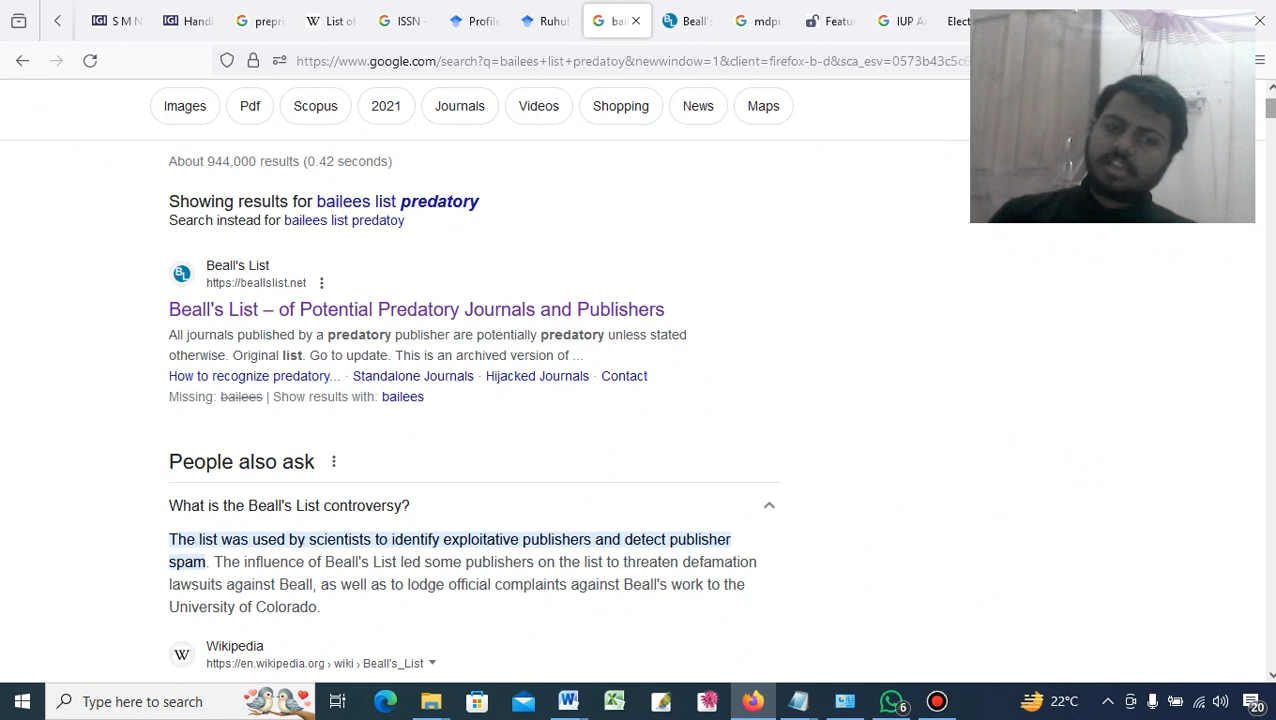 S M N
Handi
prepri
List of
ISSN -
Profile
Ruhul
bai
Beall's
mdpi
Featu
IUP A
Elect
https://www.google.com/search?q=bailees+list+predatoy&newwindow=1&client=firefox-b-d&sca_esv=0573b43c5c6
Images
Pdf
Scopus
2021
Journals
Videos
Shopping
News
Maps
About 944,000 results (0.42 seconds)
Showing results for bailees list predatory
Search instead for bailees list predatoy
BL
Beall's List
https://beallslist.net
Beall's List – of Potential Predatory Journals and Publishers
All journals published by a predatory publisher are potentially predatory unless stated
otherwise. Original list. Go to update. This is an archived version of ...
How to recognize predatory... · Standalone Journals · Hijacked Journals · Contact
Missing: bailees | Show results with: bailees
People also ask
What is the Beall's List controversy?
The list was used by scientists to identify exploitative publishers and detect publisher
spam. The influence of Beall's List led some publishers on the list to threaten defamation
lawsuits against Beall, as well as to lodge official complaints against Beall's work to the
University of Colorado.
W
Wikipedia
https://en.wikipedia.org › wiki › Beall's_List
Type here to search
6
22°C
20